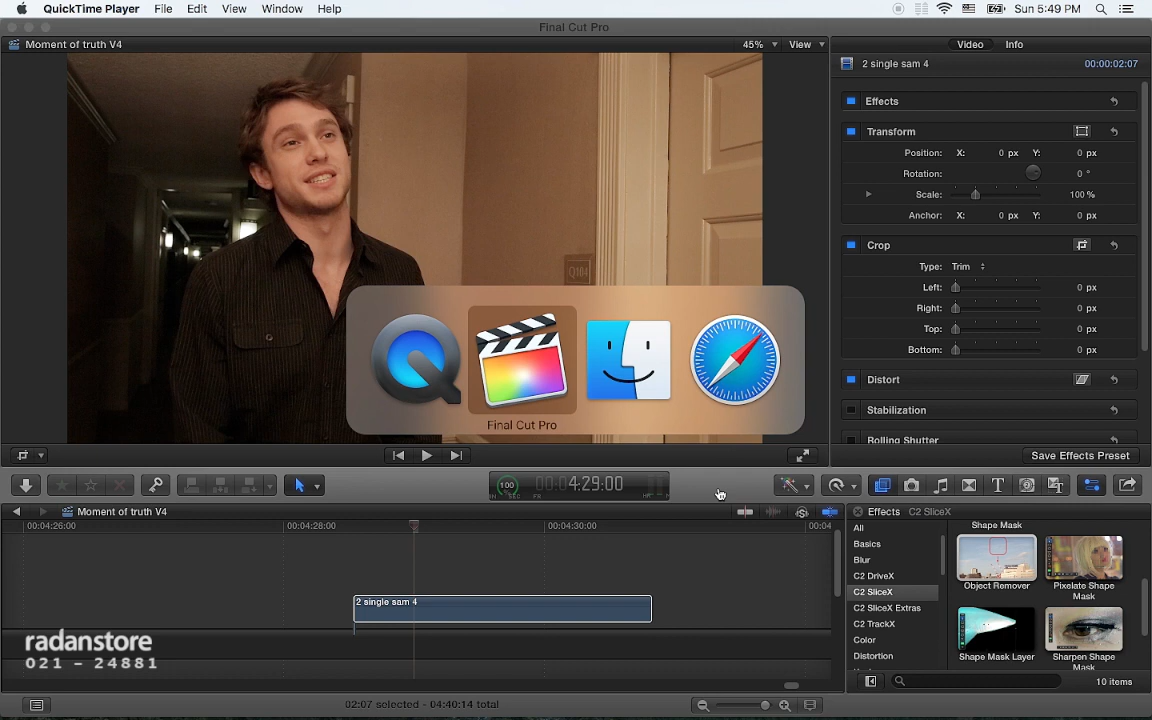 QuickTime Player File Edit View Window Help Sun 5:49 PM
Final Cut Pro
Moment of truth V4 45% View Video Info
2 single sam 4 00:00:02:07
Effects
Transform
Position: X: 0 px Y: 0 px
Rotation: 0 °
Scale: 100 %
Anchor: X: 0 px Y: 0 px
Q104
Crop
Type: Trim
Left: 0 px
Right: 0 px
Top: 0 px
Bottom: 0 px
Distort
Stabilization
Final Cut Pro
Rolling Shutter
Save Effects Preset
100 00:00:4:29:00
Moment of truth V4 Effects C2 SliceX
00:04:26:00 00:04:28:00 00:04:30:00 00:04
All
Basics
Blur
C2 DriveX
C2 SliceX
C2 SliceX Extras
C2 TrackX
Color
Distortion
Shape Mask
Object Remover
Pixelate Shape
Mask
Shape Mask Layer
Sharpen Shape
Mask
2 single sam 4
radanstore
021 - 24881
10 items
02:07 selected - 04:40:14 total